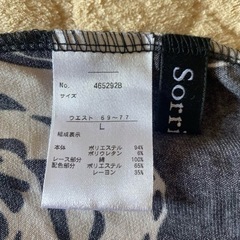 No. 4652928
サイズ
ウエスト 69~77
L
組成表示
本体 ポリエステル 94%
ポリウレタン 6%
レース部分 綿 100%
配色部分 ポリエステル 65%
レーヨン 35%
Sorri